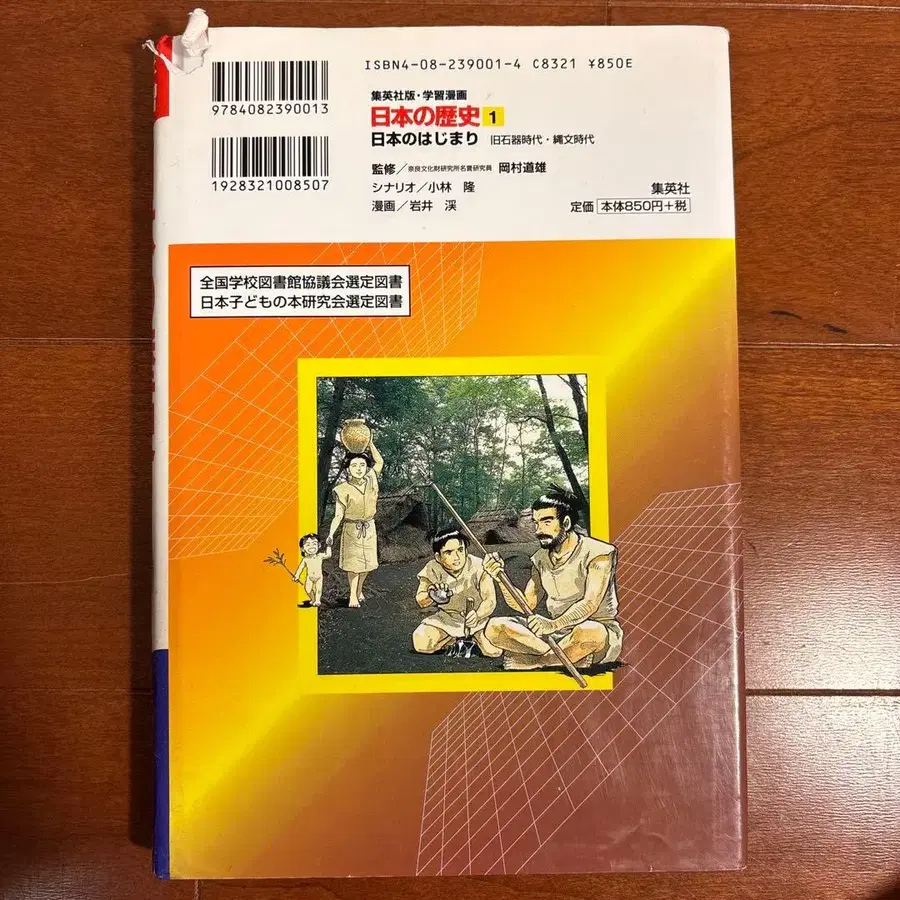 9784082390013
1928321008507
ISBN4-08-239001-4 C8321 ¥850E
集英社版・学習漫画
日本の歴史 1
日本のはじまり 旧石器時代・縄文時代
監修/奈良文化財研究所名誉研究員 岡村道雄
シナリオ/小林 隆
漫画/岩井 渓
集英社
定価 本体850円+税
全国学校図書館協議会選定図書
日本子どもの本研究会選定図書